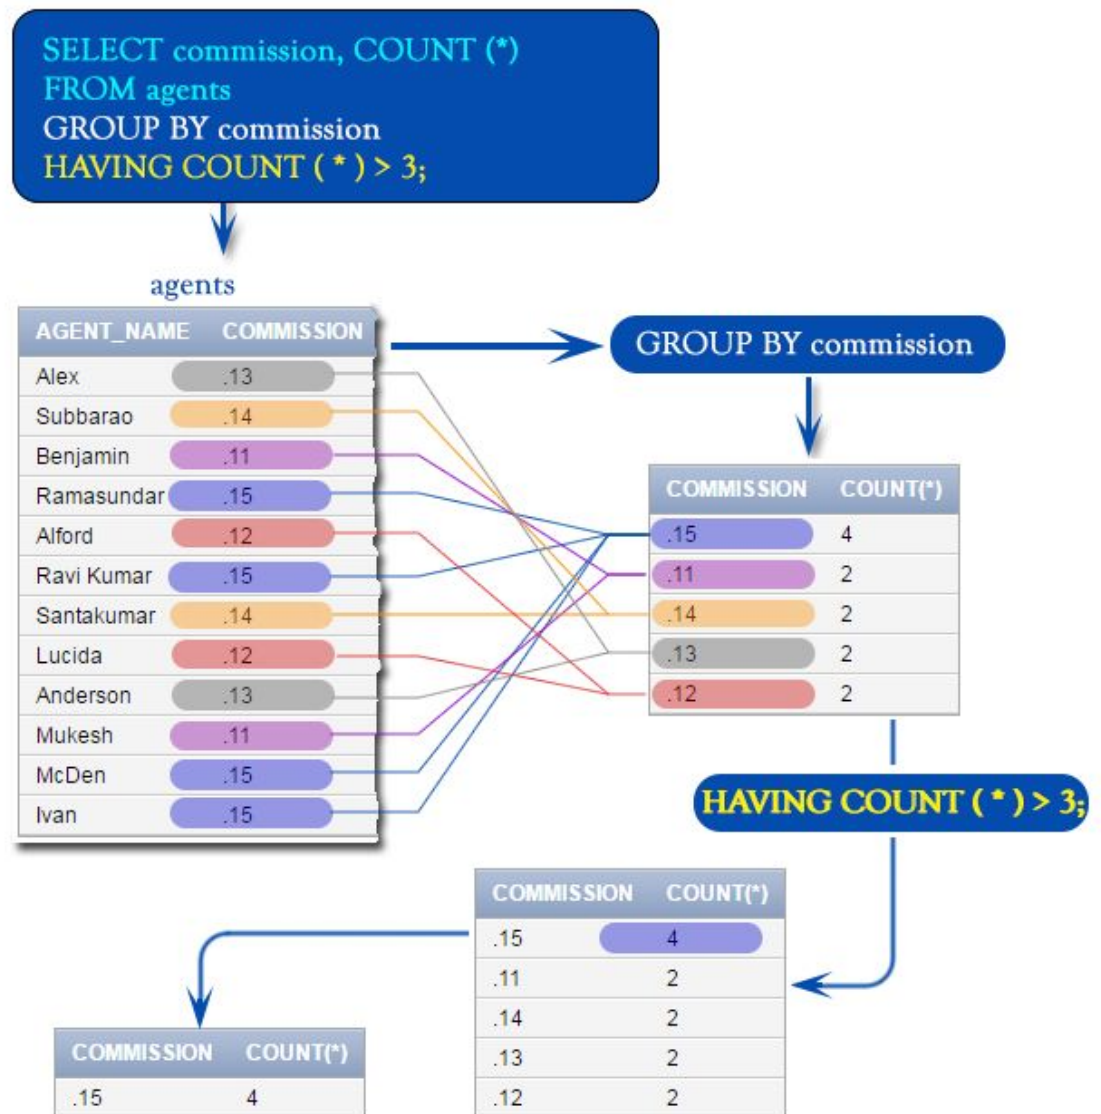 SELECT commission, COUNT (*)
FROM agents
GROUP BY commission
HAVING COUNT ( * ) > 3;
agents
AGENT_NAME COMMISSION
Alex .13
Subbarao .14
Benjamin .11
Ramasundar .15
Alford .12
Ravi Kumar .15
Santakumar .14
Lucida .12
Anderson .13
Mukesh .11
McDen .15
Ivan .15
GROUP BY commission
COMMISSION COUNT(*)
.15 4
.11 2
.14 2
.13 2
.12 2
HAVING COUNT ( * ) > 3;
COMMISSION COUNT(*)
.15 4
.11 2
.14 2
.13 2
.12 2
COMMISSION COUNT(*)
.15 4